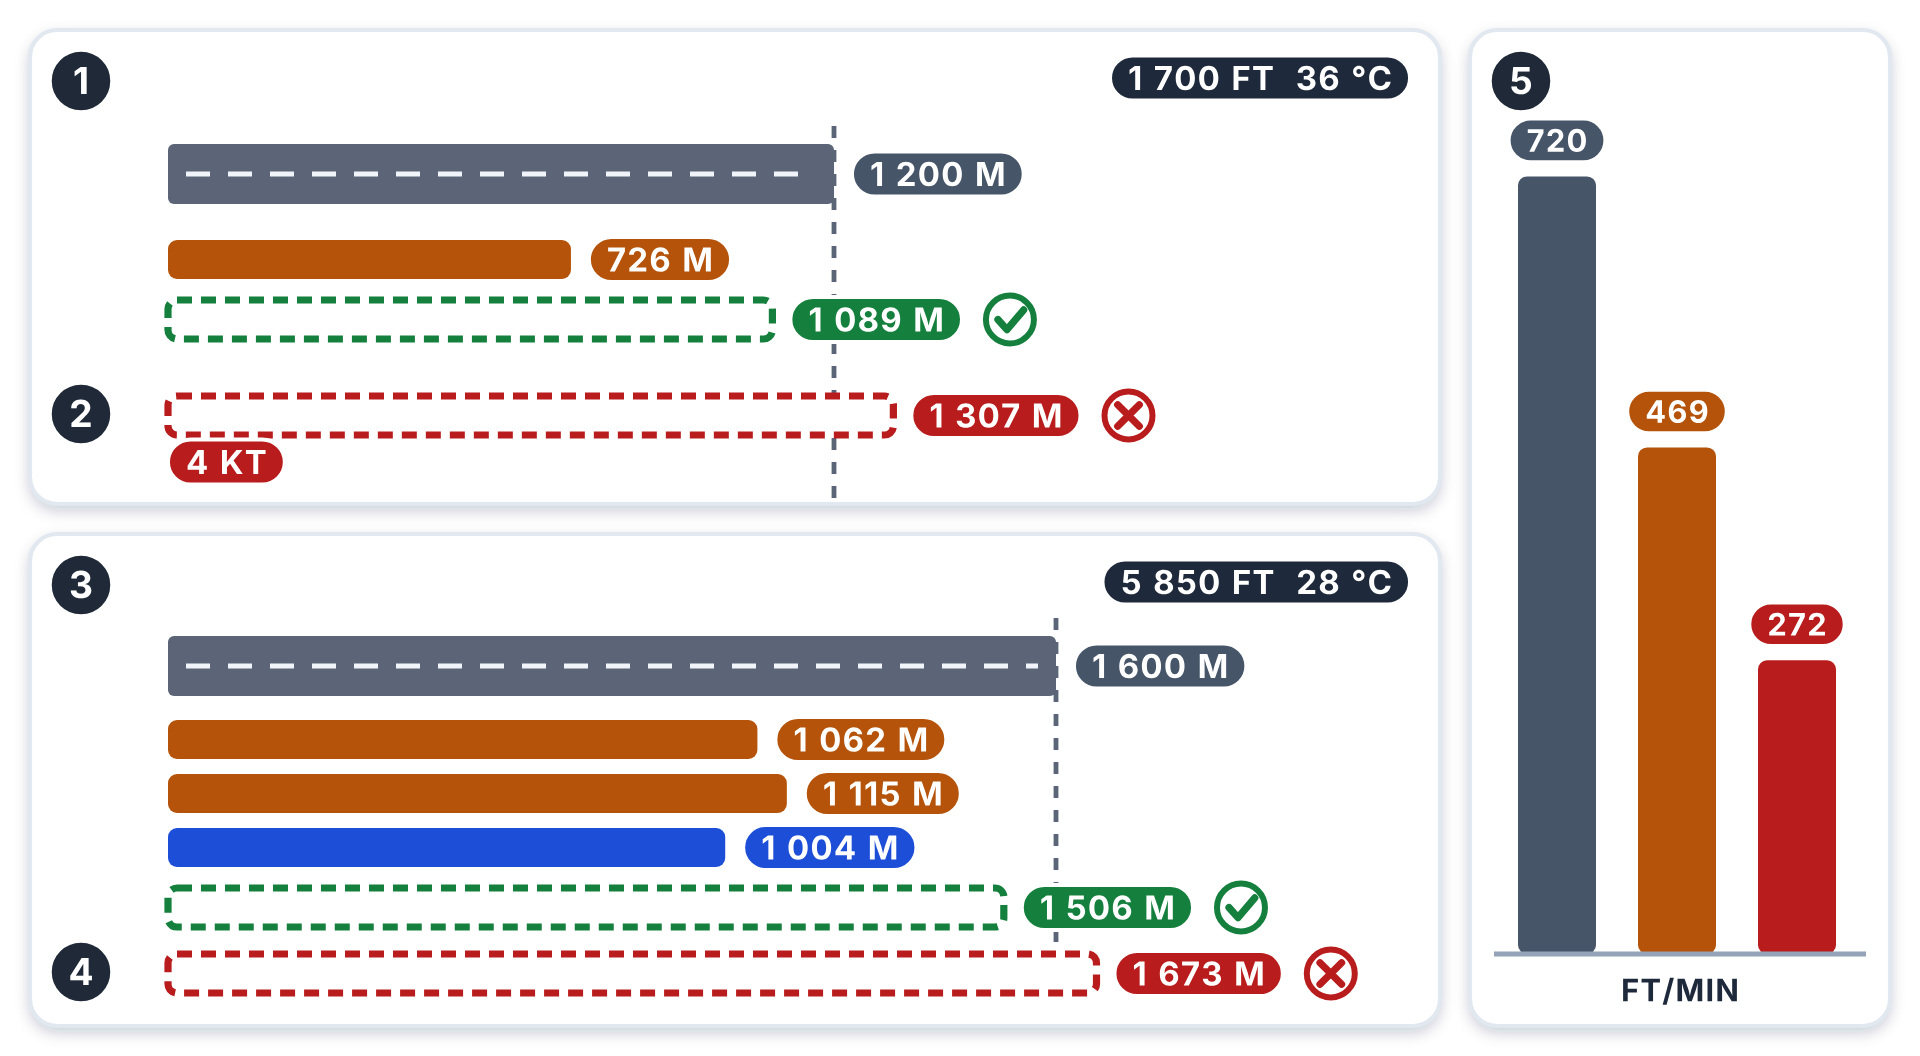 1
1 700 FT 36 °C
1 200 M
726 M
1 089 M
2
1 307 M
4 KT
3
5 850 FT 28 °C
1 600 M
1 062 M
1 115 M
1 004 M
1 506 M
4
1 673 M
5
720
469
272
FT/MIN